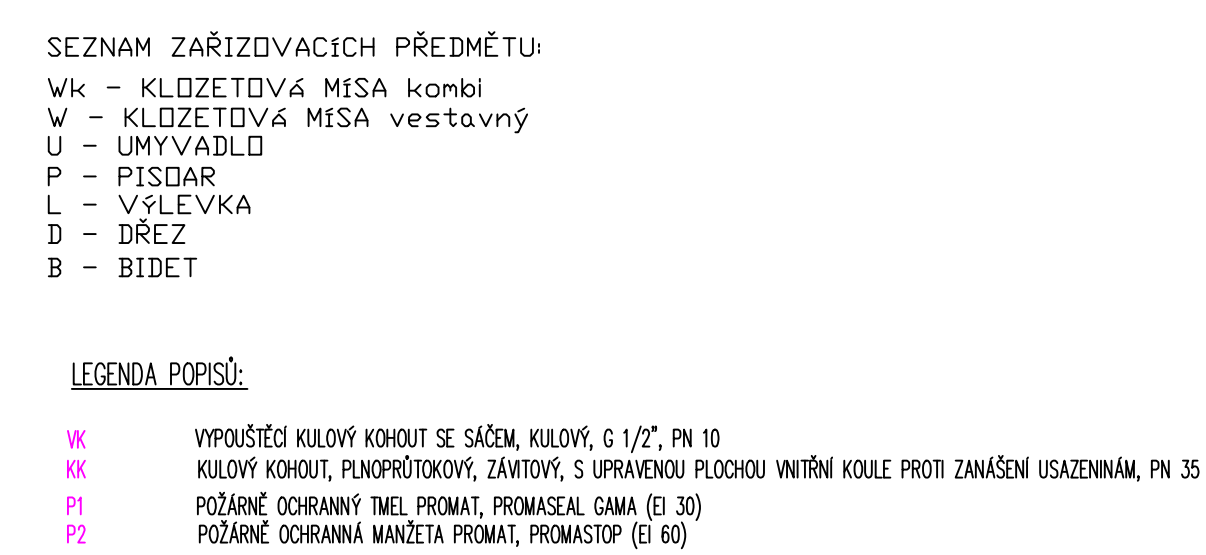 SEZNAM ZAŘIZOVACíCH PŘEDMĚTU:
Wk - KLOZETOVá MíSA kombi
W - KLOZETOVá MíSA vestavný
U - UMYVADLO
P - PISOAR
L - VýLEVKA
D - DŘEZ
B - BIDET
LEGENDA POPISŮ:
VK VYPOUŠTĚCÍ KULOVÝ KOHOUT SE SÁČEM, KULOVÝ, G 1/2", PN 10
KK KULOVÝ KOHOUT, PLNOPRŮTOKOVÝ, ZÁVITOVÝ, S UPRAVENOU PLOCHOU VNITŘNÍ KOULE PROTI ZANÁŠENÍ USAZENINÁM, PN 35
P1 POŽÁRNĚ OCHRANNÝ TMEL PROMAT, PROMASEAL GAMA (EI 30)
P2 POŽÁRNĚ OCHRANNÁ MANŽETA PROMAT, PROMASTOP (EI 60)